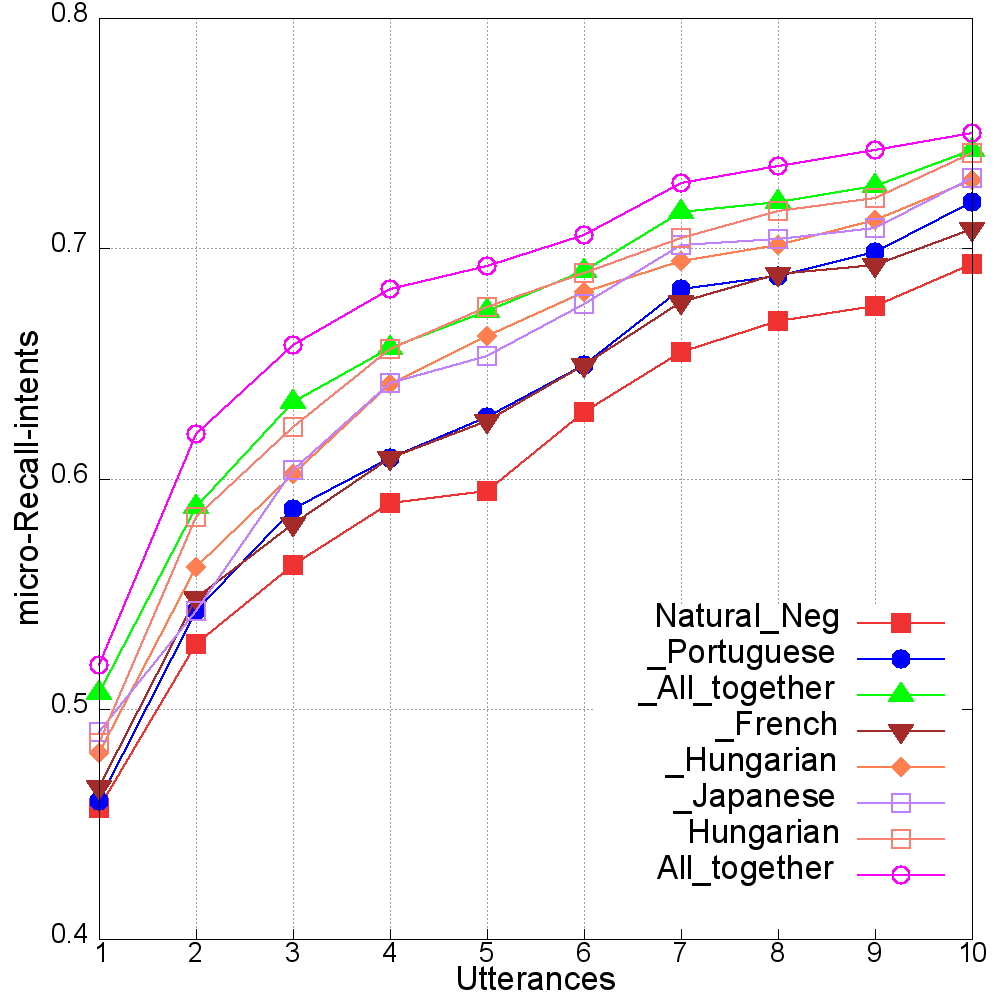 0.8
0.7
0.6
0.5
0.4
micro-Recall-intents
Natural_Neg
_Portuguese
_All_together
_French
_Hungarian
_Japanese
Hungarian
All_together
1 2 3 4 5 6 7 8 9 10
Utterances